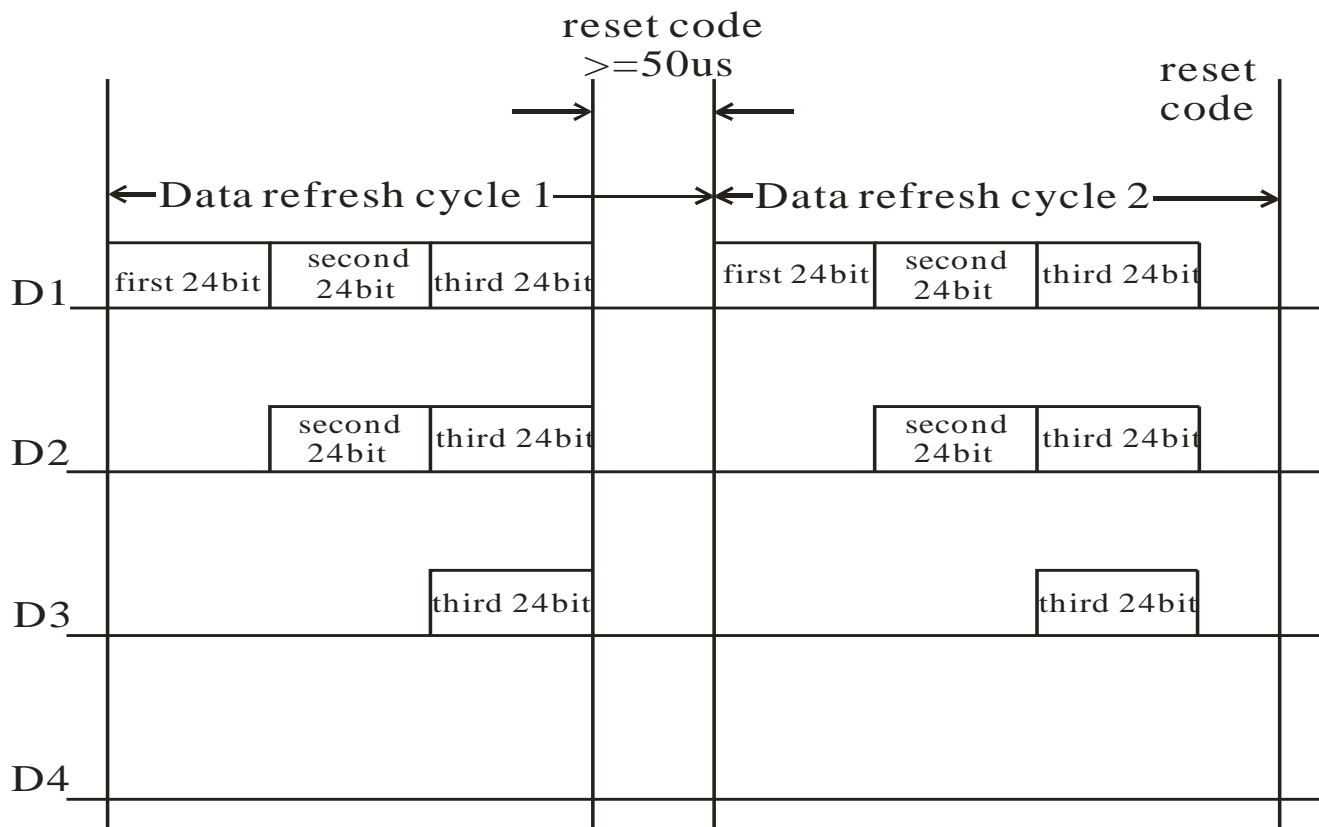 reset code
>=50us
reset
code
Data refresh cycle 1
Data refresh cycle 2
D1
first 24bit
second
24bit
third 24bit
first 24bit
second
24bit
third 24bit
D2
second
24bit
third 24bit
second
24bit
third 24bit
D3
third 24bit
third 24bit
D4